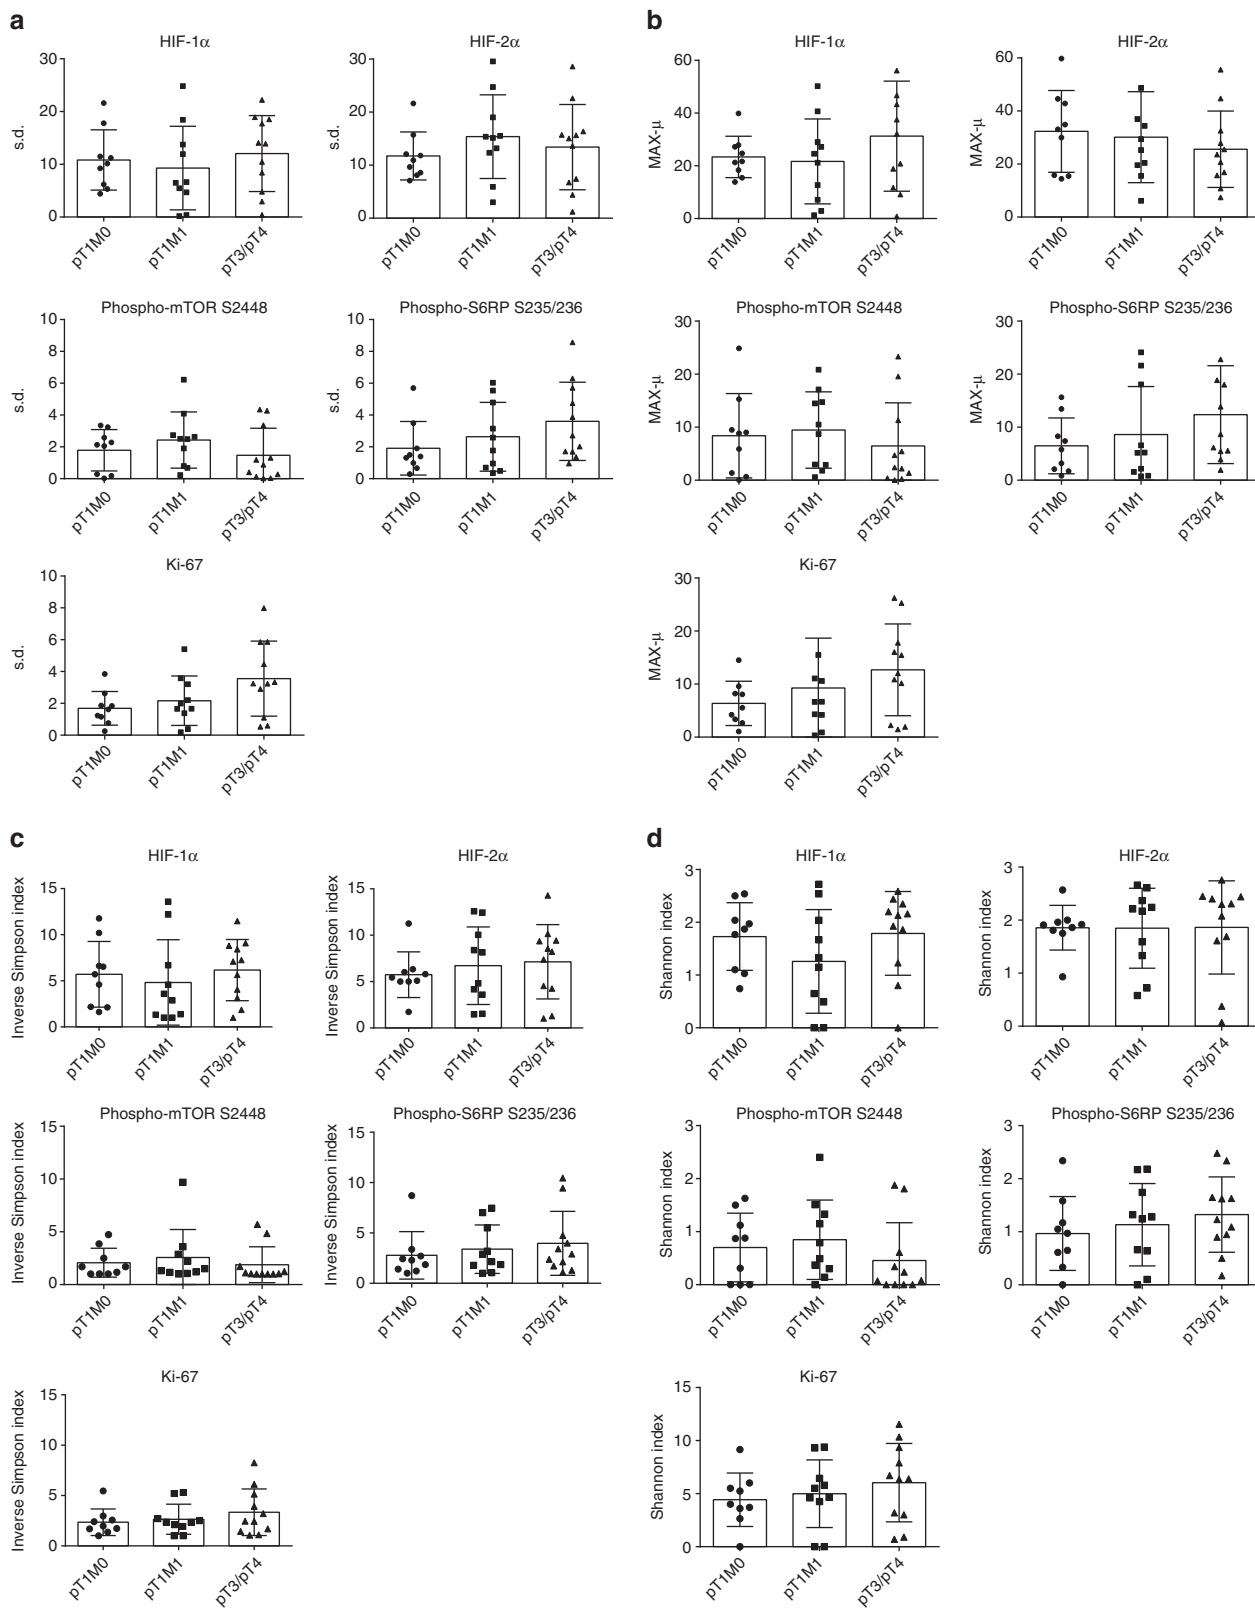 a
HIF-1α
s.d.
30
20
10
0
pT1M0
pT1M1
pT3/pT4
HIF-2α
s.d.
30
20
10
0
pT1M0
pT1M1
pT3/pT4
Phospho-mTOR S2448
s.d.
10
8
6
4
2
0
pT1M0
pT1M1
pT3/pT4
Phospho-S6RP S235/236
s.d.
10
8
6
4
2
0
pT1M0
pT1M1
pT3/pT4
Ki-67
s.d.
10
8
6
4
2
0
pT1M0
pT1M1
pT3/pT4
b
HIF-1α
MAX-μ
60
40
20
0
pT1M0
pT1M1
pT3/pT4
HIF-2α
MAX-μ
60
40
20
0
pT1M0
pT1M1
pT3/pT4
Phospho-mTOR S2448
MAX-μ
30
20
10
0
pT1M0
pT1M1
pT3/pT4
Phospho-S6RP S235/236
MAX-μ
30
20
10
0
pT1M0
pT1M1
pT3/pT4
Ki-67
MAX-μ
30
20
10
0
pT1M0
pT1M1
pT3/pT4
c
HIF-1α
Inverse Simpson index
15
10
5
0
pT1M0
pT1M1
pT3/pT4
HIF-2α
Inverse Simpson index
15
10
5
0
pT1M0
pT1M1
pT3/pT4
Phospho-mTOR S2448
Inverse Simpson index
15
10
5
0
pT1M0
pT1M1
pT3/pT4
Phospho-S6RP S235/236
Inverse Simpson index
15
10
5
0
pT1M0
pT1M1
pT3/pT4
Ki-67
Inverse Simpson index
15
10
5
0
pT1M0
pT1M1
pT3/pT4
d
HIF-1α
Shannon index
3
2
1
0
pT1M0
pT1M1
pT3/pT4
HIF-2α
Shannon index
3
2
1
0
pT1M0
pT1M1
pT3/pT4
Phospho-mTOR S2448
Shannon index
3
2
1
0
pT1M0
pT1M1
pT3/pT4
Phospho-S6RP S235/236
Shannon index
3
2
1
0
pT1M0
pT1M1
pT3/pT4
Ki-67
Shannon index
15
10
5
0
pT1M0
pT1M1
pT3/pT4